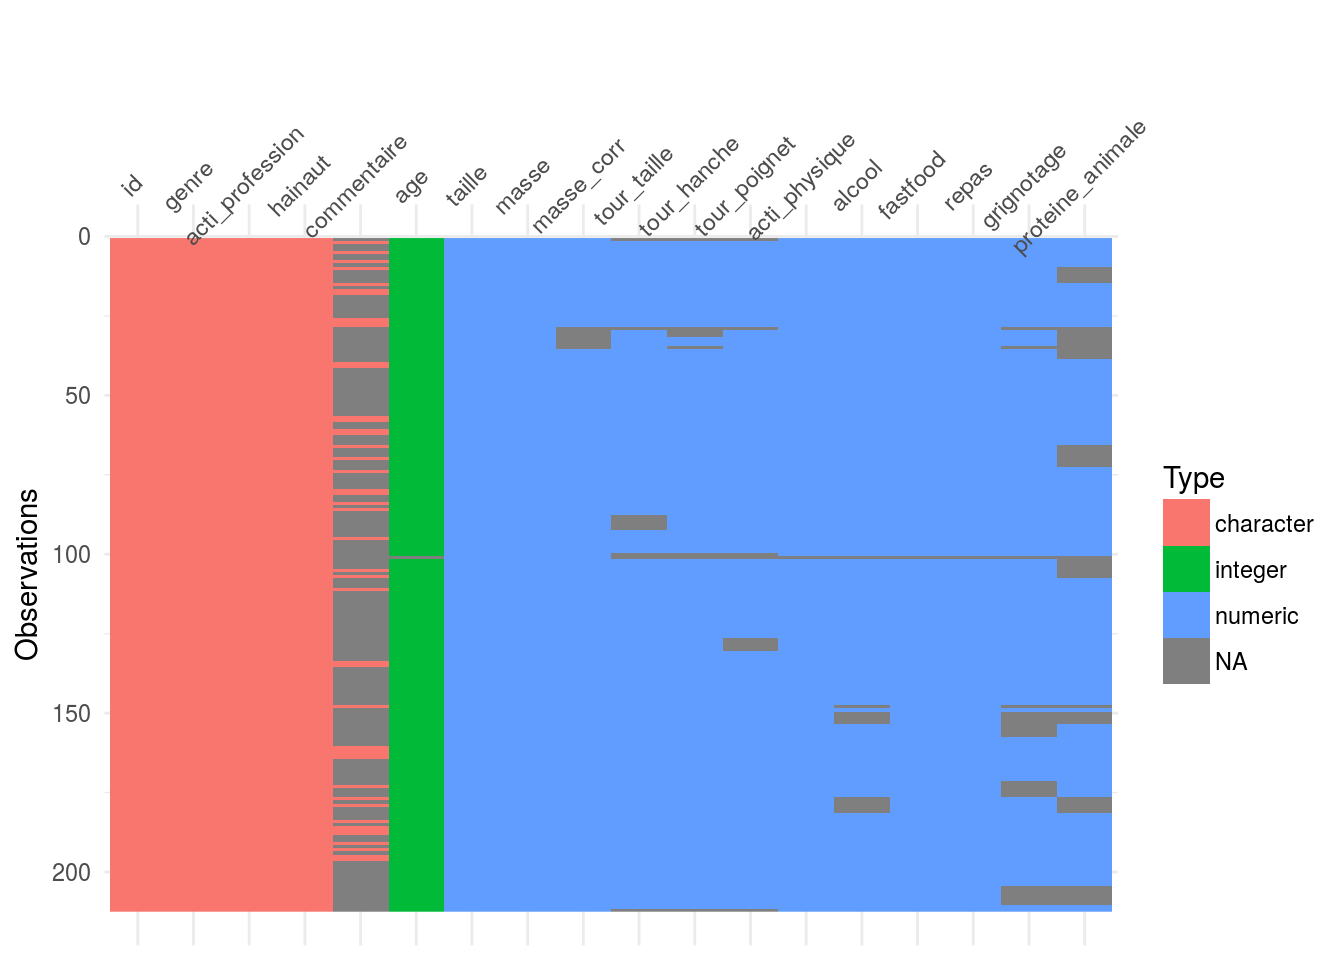 id
genre
acti_profession
hainaut
commentaire
age
taille
masse
masse_corr
tour_taille
tour_hanche
tour_poignet
acti_physique
alcool
fastfood
repas
grignotage
proteine_animale
0
50
100
150
200
Observations
Type
character
integer
numeric
NA